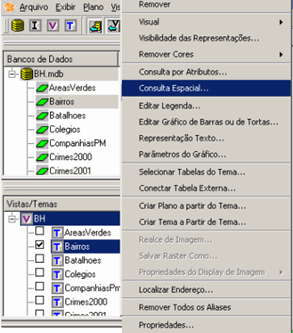 Arquivo Exibir Plano Vis
Bancos de Dados
BH.mdb
AreasVerdes
Bairros
Batalhoes
Colegios
CompanhiasPM
Crimes2000
Crimes2001
Vistas/Temas
BH
AreasVerdes
Bairros
Batalhoes
Colegios
CompanhiasPM
Crimes2000
Crimes2001
Remover
Visual
Visibilidade das Representações...
Remover Cores
Consulta por Atributos...
Consulta Espacial...
Editar Legenda...
Editar Gráfico de Barras ou de Tortas...
Representação Texto...
Parâmetros do Gráfico...
Selecionar Tabelas do Tema...
Conectar Tabela Externa...
Criar Plano a partir do Tema...
Criar Tema a Partir de Tema...
Realce de Imagem...
Salvar Raster Como...
Propriedades do Display de Imagem
Localizar Endereço...
Remover Todos os Aliases
Propriedades...